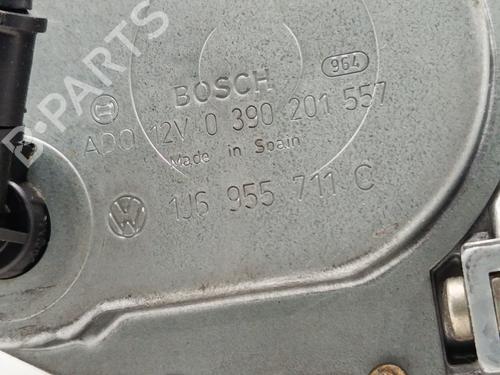 964
BOSCH
ADO 12V 0 390 201 557
Made in Spain
1J6 955 711 C
B-PARTS